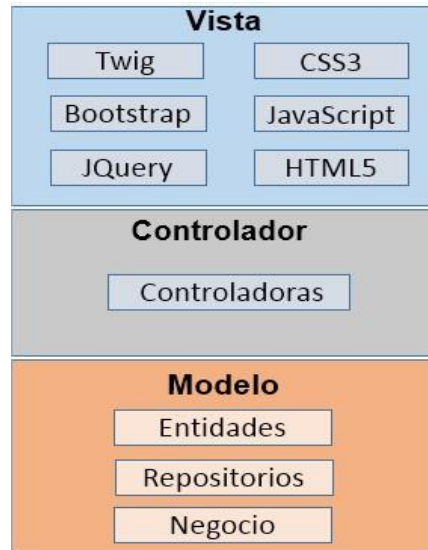 Vista
Twig CSS3
Bootstrap JavaScript
JQuery HTML5
Controlador
Controladoras
Modelo
Entidades
Repositorios
Negocio